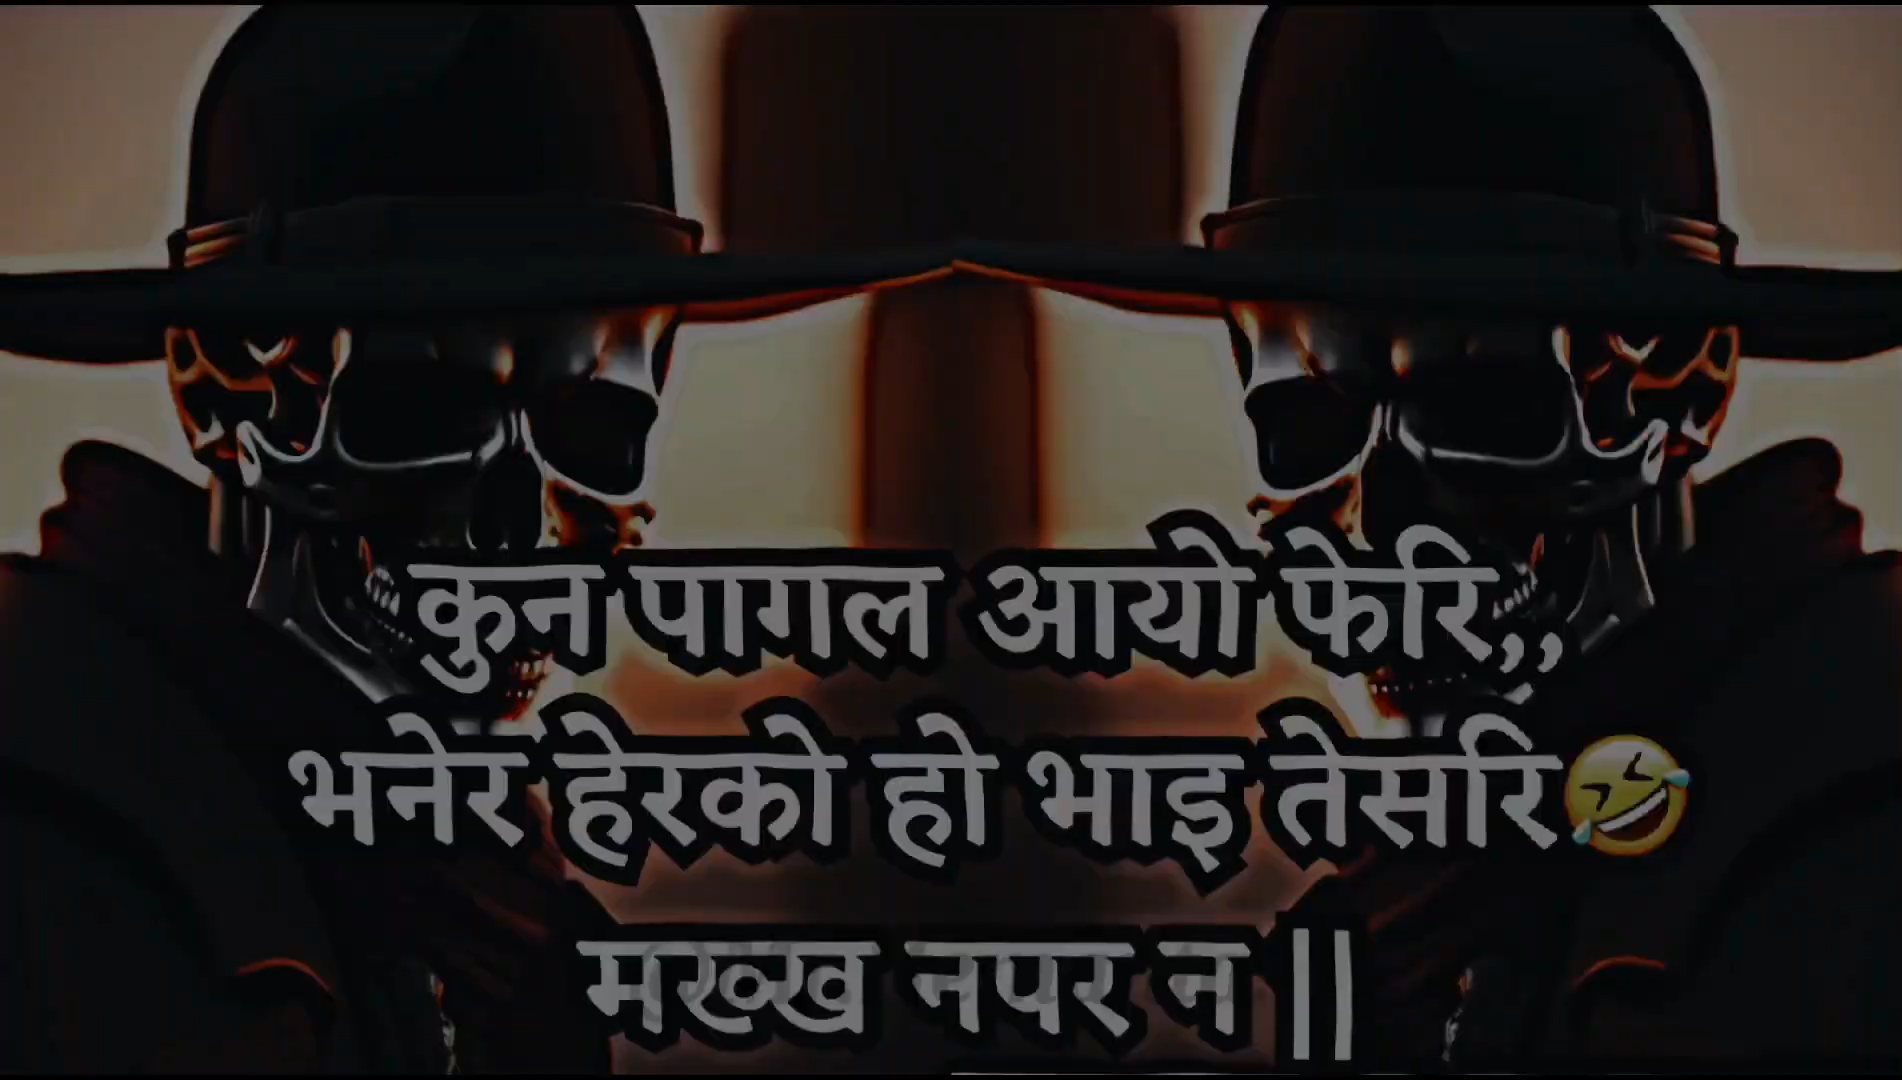 कुन पागल आयो फेरि,,
भनेर हेरको हो भाइ तेसरि🤣
मख्ख नपर न ||